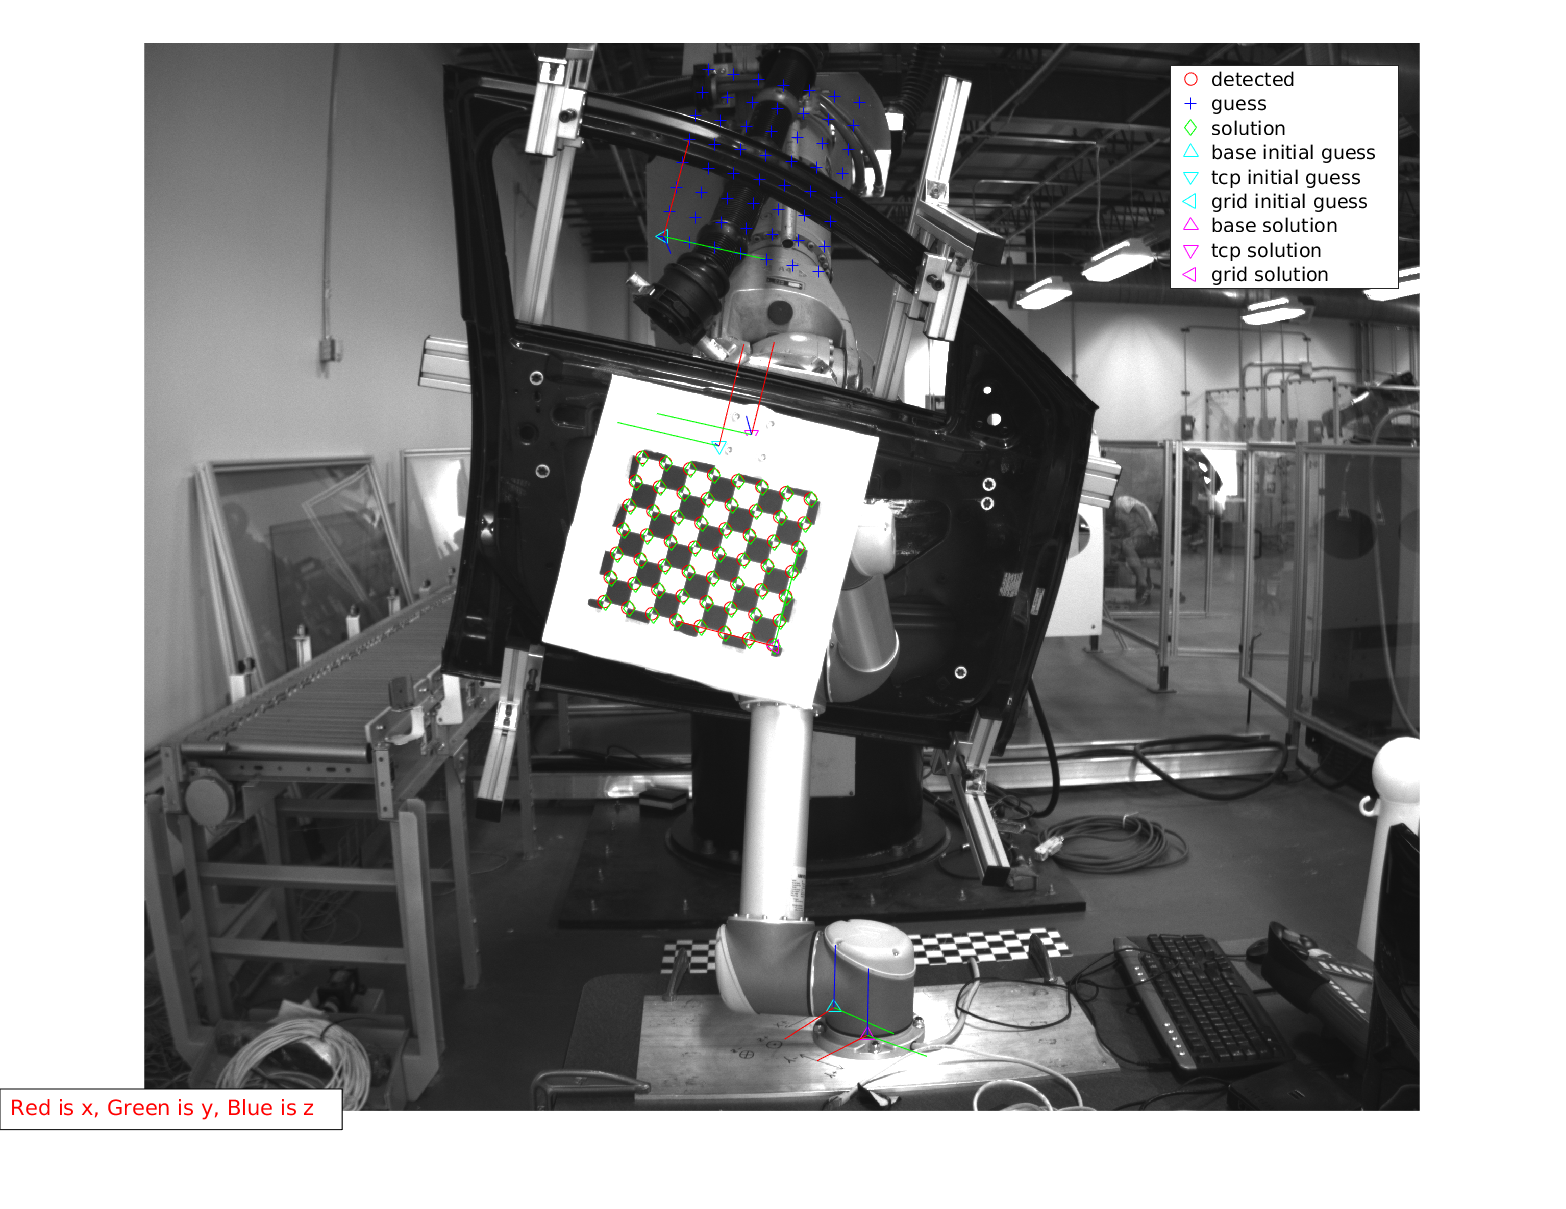 detected
guess
solution
base initial guess
tcp initial guess
grid initial guess
base solution
tcp solution
grid solution
Red is x, Green is y, Blue is z